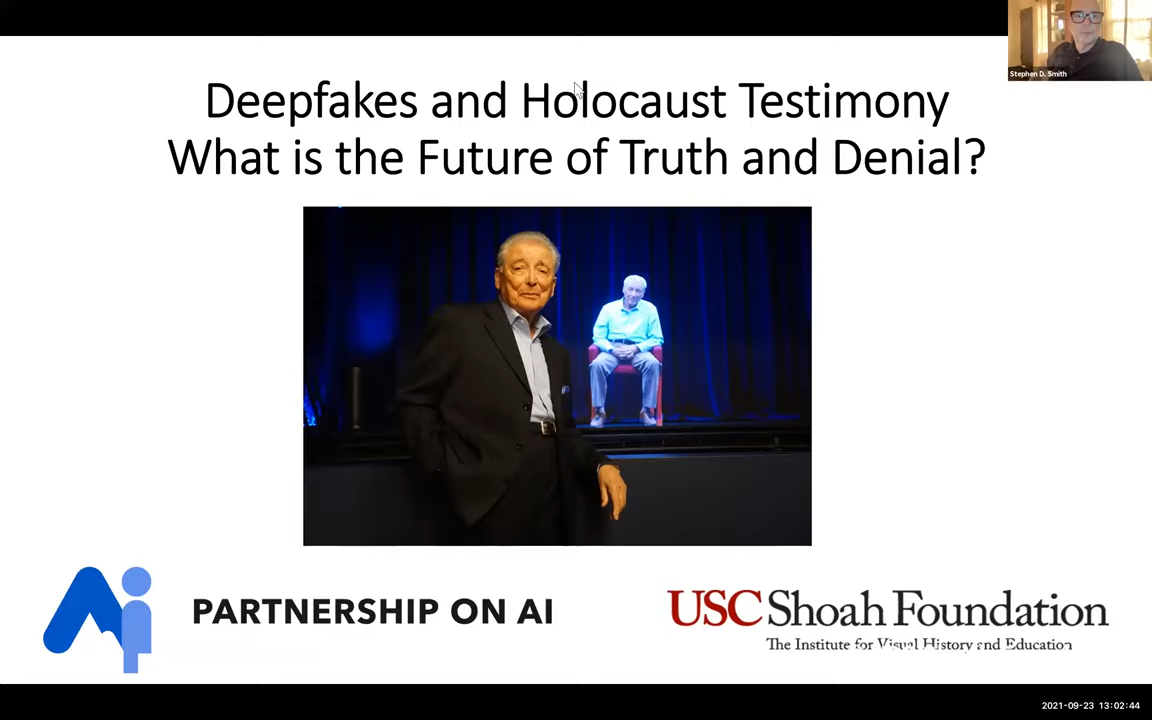 Stephen D. Smith
Deepfakes and Holocaust Testimony
What is the Future of Truth and Denial?
PARTNERSHIP ON AI
USC Shoah Foundation
The Institute for Visual History and Education
2021-09-23 13:02:44